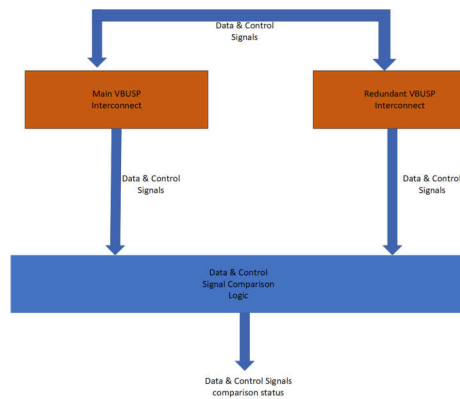 Data & Control
Signals
Main VBUSP
Interconnect
Redundant VBUSP
Interconnect
Data & Control
Signals
Data & Control
Signals
Data & Control
Signal Comparison
Logic
Data & Control Signals
comparison status